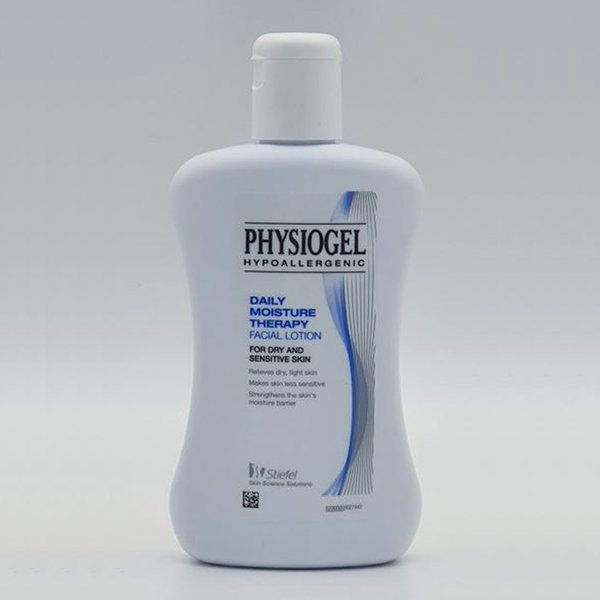 PHYSIOGEL
HYPOALLERGENIC
DAILY
MOISTURE
THERAPY
FACIAL LOTION
FOR DRY AND
SENSITIVE SKIN
Relieves dry, tight skin
Makes skin less sensitive
Strengthens the skin's
moisture barrier
Stiefel
Skin Science Solutions